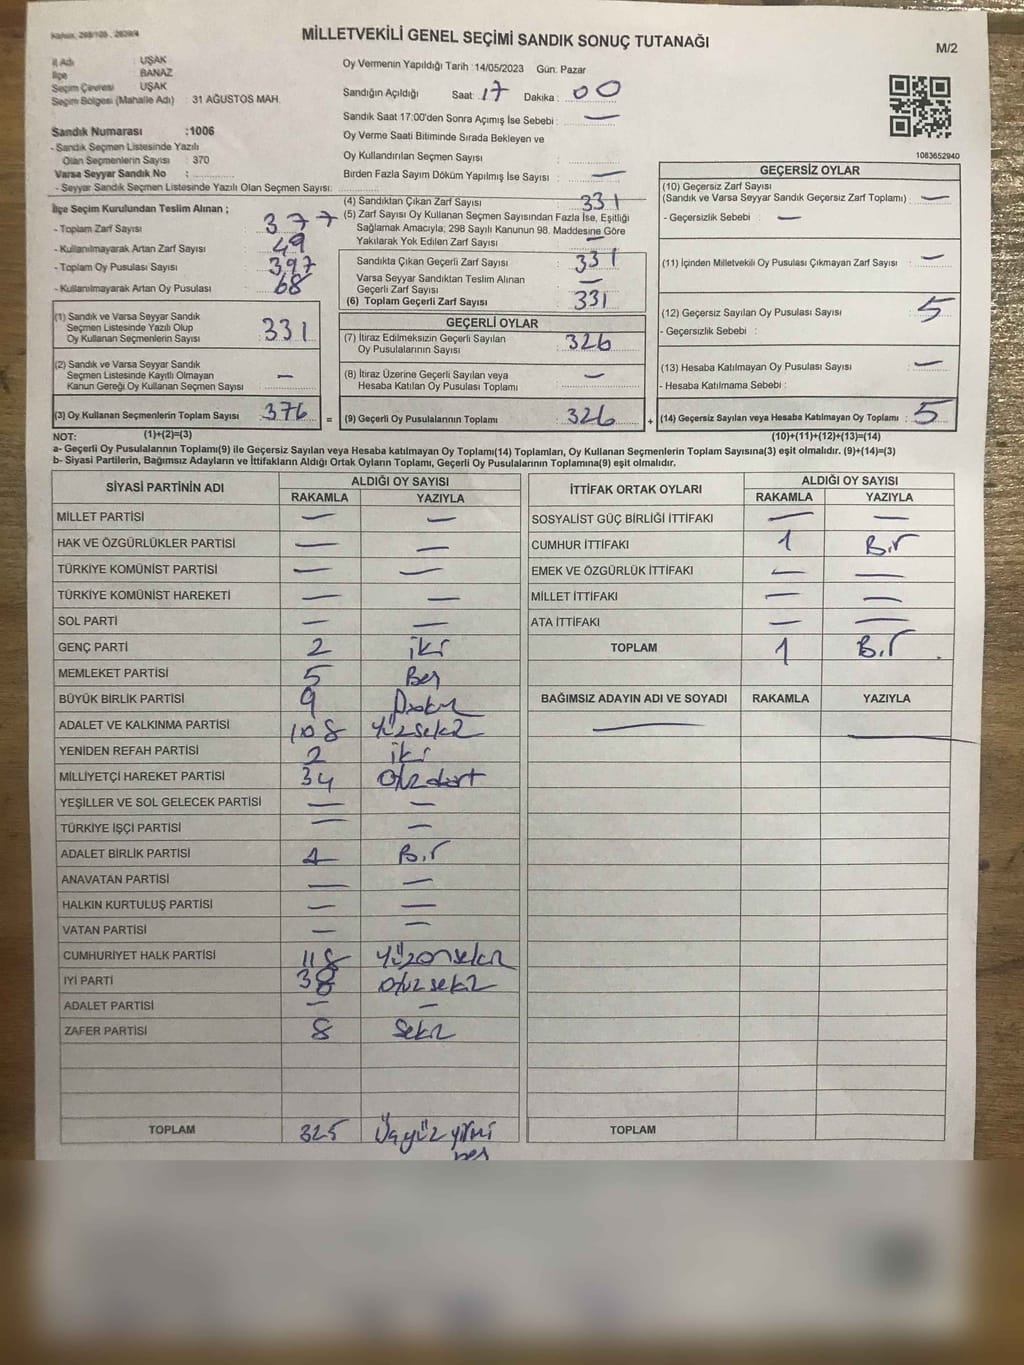 MİLLETVEKİLİ GENEL SEÇİMİ SANDIK SONUÇ TUTANAĞI
M/2
İl Adı : UŞAK
İlçe : BANAZ
Seçim Çevresi : UŞAK
Seçim Bölgesi (Mahalle Adı) : 31 AĞUSTOS MAH.
Sandık Numarası :1006
- Sandık Seçmen Listesinde Yazılı
Olan Seçmenlerin Sayısı : 370
Varsa Seyyar Sandık No :
- Seyyar Sandık Seçmen Listesinde Yazılı Olan Seçmen Sayısı:
Oy Vermenin Yapıldığı Tarih :14/05/2023 Gün: Pazar
Sandığın Açıldığı Saat: 17 Dakika : 00
Sandık Saat 17:00'den Sonra Açımış İse Sebebi : —
Oy Verme Saati Bitiminde Sırada Bekleyen ve
Oy Kullandırılan Seçmen Sayısı :
Birden Fazla Sayım Döküm Yapılmış İse Sayısı : —
1083652940
İlçe Seçim Kurulundan Teslim Alınan ;
- Toplam Zarf Sayısı : 377
- Kullanılmayarak Artan Zarf Sayısı : 49
- Toplam Oy Pusulası Sayısı : 397
- Kullanılmayarak Artan Oy Pusulası : 68
(1) Sandık ve Varsa Seyyar Sandık
Seçmen Listesinde Yazılı Olup
Oy Kullanan Seçmenlerin Sayısı : 331
(2) Sandık ve Varsa Seyyar Sandık
Seçmen Listesinde Kayıtlı Olmayan
Kanun Gereği Oy Kullanan Seçmen Sayısı : —
(3) Oy Kullanan Seçmenlerin Toplam Sayısı : 376 =
(1)+(2)=(3)
(4) Sandıktan Çıkan Zarf Sayısı : 331
(5) Zarf Sayısı Oy Kullanan Seçmen Sayısından Fazla İse, Eşitliği
Sağlamak Amacıyla; 298 Sayılı Kanunun 98. Maddesine Göre
Yakılarak Yok Edilen Zarf Sayısı : —
Sandıkta Çıkan Geçerli Zarf Sayısı : 331
Varsa Seyyar Sandıktan Teslim Alınan
Geçerli Zarf Sayısı : —
(6) Toplam Geçerli Zarf Sayısı : 331
GEÇERLİ OYLAR
(7) İtiraz Edilmeksizin Geçerli Sayılan
Oy Pusulalarının Sayısı : 326
(8) İtiraz Üzerine Geçerli Sayılan veya
Hesaba Katılan Oy Pusulası Toplamı : —
(9) Geçerli Oy Pusulalarının Toplamı : 326 +
GEÇERSİZ OYLAR
(10) Geçersiz Zarf Sayısı
(Sandık ve Varsa Seyyar Sandık Geçersiz Zarf Toplamı) : —
- Geçersizlik Sebebi : —
(11) İçinden Milletvekili Oy Pusulası Çıkmayan Zarf Sayısı : —
(12) Geçersiz Sayılan Oy Pusulası Sayısı : 5
- Geçersizlik Sebebi :
(13) Hesaba Katılmayan Oy Pusulası Sayısı : —
- Hesaba Katılmama Sebebi :
(14) Geçersiz Sayılan veya Hesaba Katılmayan Oy Toplamı : 5
(10)+(11)+(12)+(13)=(14)
NOT:
a- Geçerli Oy Pusulalarının Toplamı(9) ile Geçersiz Sayılan veya Hesaba Katılmayan Oy Toplamı(14) Toplamları, Oy Kullanan Seçmenlerin Toplam Sayısına(3) eşit olmalıdır. (9)+(14)=(3)
b- Siyasi Partilerin, Bağımsız Adayların ve İttifakların Aldığı Ortak Oyların Toplamı, Geçerli Oy Pusulalarının Toplamına(9) eşit olmalıdır.
SİYASİ PARTİNİN ADI ALDIĞI OY SAYISI
RAKAMLA YAZIYLA
MİLLET PARTİSİ — —
HAK VE ÖZGÜRLÜKLER PARTİSİ — —
TÜRKİYE KOMÜNİST PARTİSİ — —
TÜRKİYE KOMÜNİST HAREKETİ — —
SOL PARTİ — —
GENÇ PARTİ 2 iki
MEMLEKET PARTİSİ 5 Beş
BÜYÜK BİRLİK PARTİSİ 9 Dokuz
ADALET VE KALKINMA PARTİSİ 108 Yüzsekiz
YENİDEN REFAH PARTİSİ 2 iki
MİLLİYETÇİ HAREKET PARTİSİ 34 Otuzdört
YEŞİLLER VE SOL GELECEK PARTİSİ — —
TÜRKİYE İŞÇİ PARTİSİ — —
ADALET BİRLİK PARTİSİ 1 Bir
ANAVATAN PARTİSİ — —
HALKIN KURTULUŞ PARTİSİ — —
VATAN PARTİSİ — —
CUMHURİYET HALK PARTİSİ 118 Yüzonsekiz
İYİ PARTİ 38 otuzsekiz
ADALET PARTİSİ — —
ZAFER PARTİSİ 8 Sekiz
TOPLAM 325 Üçyüz yirmi
beş
İTTİFAK ORTAK OYLARI ALDIĞI OY SAYISI
RAKAMLA YAZIYLA
SOSYALİST GÜÇ BİRLİĞİ İTTİFAKI — —
CUMHUR İTTİFAKI 1 Bir
EMEK VE ÖZGÜRLÜK İTTİFAKI — —
MİLLET İTTİFAKI — —
ATA İTTİFAKI — —
TOPLAM 1 Bir
BAĞIMSIZ ADAYIN ADI VE SOYADI RAKAMLA YAZIYLA
— —
TOPLAM